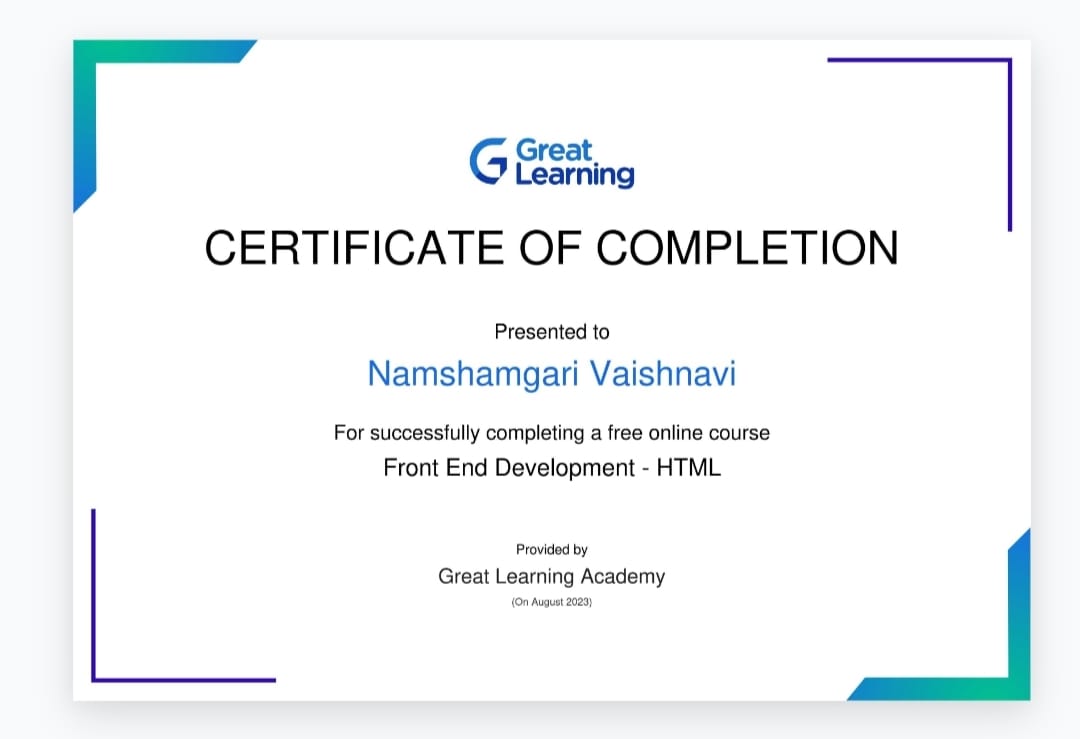 Great
Learning
CERTIFICATE OF COMPLETION
Presented to
Namshamgari Vaishnavi
For successfully completing a free online course
Front End Development - HTML
Provided by
Great Learning Academy
(On August 2023)